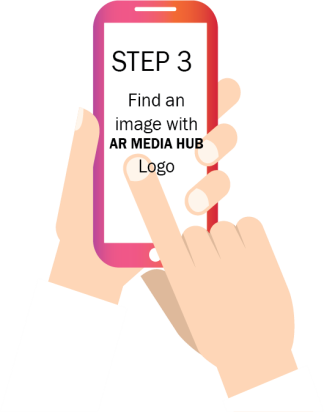 STEP 3
Find an
image with
AR MEDIA HUB
Logo